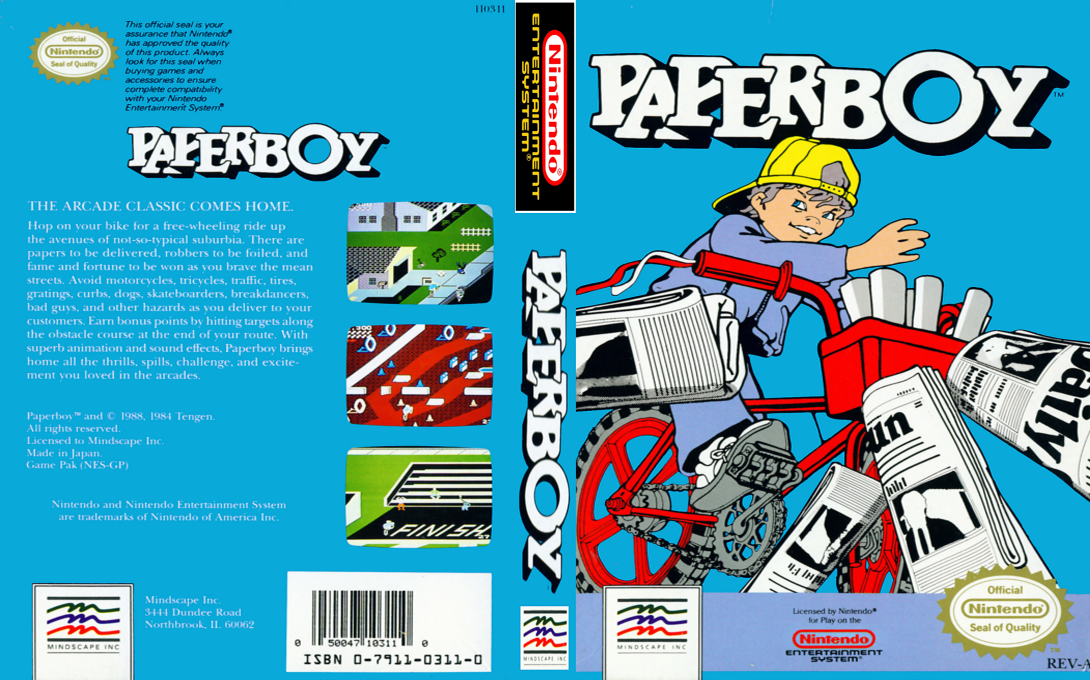 110311
This official seal is your
assurance that Nintendo®
has approved the quality
of this product. Always
look for this seal when
buying games and
accessories to ensure
complete compatibility
with your Nintendo
Entertainment System®
Official
Nintendo®
Seal of Quality
PAPERBOY™
THE ARCADE CLASSIC COMES HOME.
Hop on your bike for a free-wheeling ride up
the avenues of not-so-typical suburbia. There are
papers to be delivered, robbers to be foiled, and
fame and fortune to be won as you brave the mean
streets. Avoid motorcycles, tricycles, traffic, tires,
gratings, curbs, dogs, skateboarders, breakdancers,
bad guys, and other hazards as you deliver to your
customers. Earn bonus points by hitting targets along
the obstacle course at the end of your route. With
superb animation and sound effects, Paperboy brings
home all the thrills, spills, challenge, and excite-
ment you loved in the arcades.
300
FINISH
Paperboy™ and © 1988, 1984 Tengen.
All rights reserved.
Licensed to Mindscape Inc.
Made in Japan.
Game Pak (NES-GP)
Nintendo and Nintendo Entertainment System
are trademarks of Nintendo of America Inc.
MINDSCAPE INC
Mindscape Inc.
3444 Dundee Road
Northbrook, IL 60062
0 50047 10311 0
ISBN 0-7911-0311-0
Nintendo®
ENTERTAINMENT
SYSTEM®
PAPERBOY
MINDSCAPE INC
PAPERBOY™
un
Daily
MINDSCAPE INC
Licensed by Nintendo®
for Play on the
Nintendo
ENTERTAINMENT
SYSTEM®
Official
Nintendo®
Seal of Quality
TM
REV-A